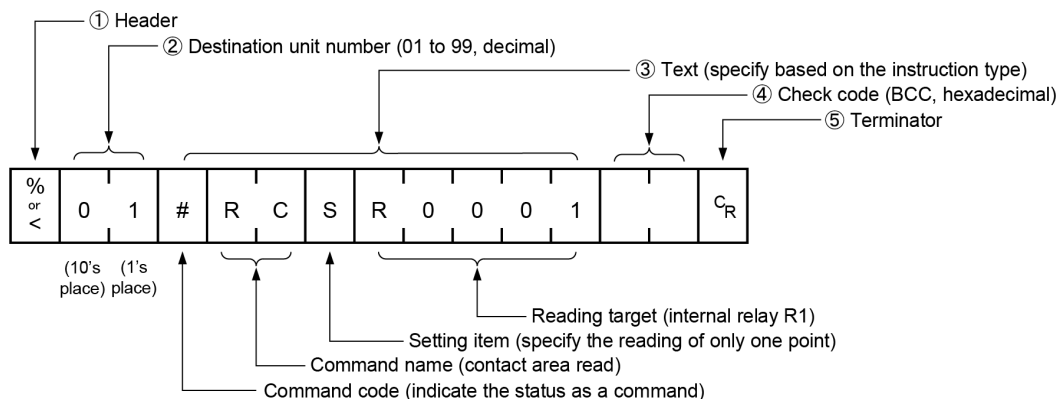 ① Header
② Destination unit number (01 to 99, decimal)
③ Text (specify based on the instruction type)
④ Check code (BCC, hexadecimal)
⑤ Terminator
% or <
0 1 # R C S R 0 0 0 1 CR
(10's place) (1's place)
Reading target (internal relay R1)
Setting item (specify the reading of only one point)
Command name (contact area read)
Command code (indicate the status as a command)